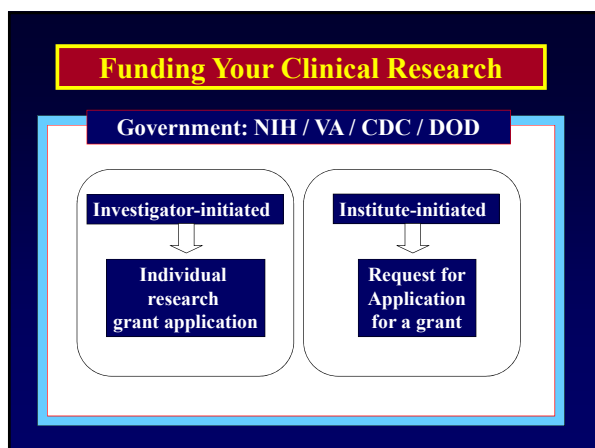 Funding Your Clinical Research
Government: NIH / VA / CDC / DOD
Investigator-initiated
Individual
research
grant application
Institute-initiated
Request for
Application
for a grant